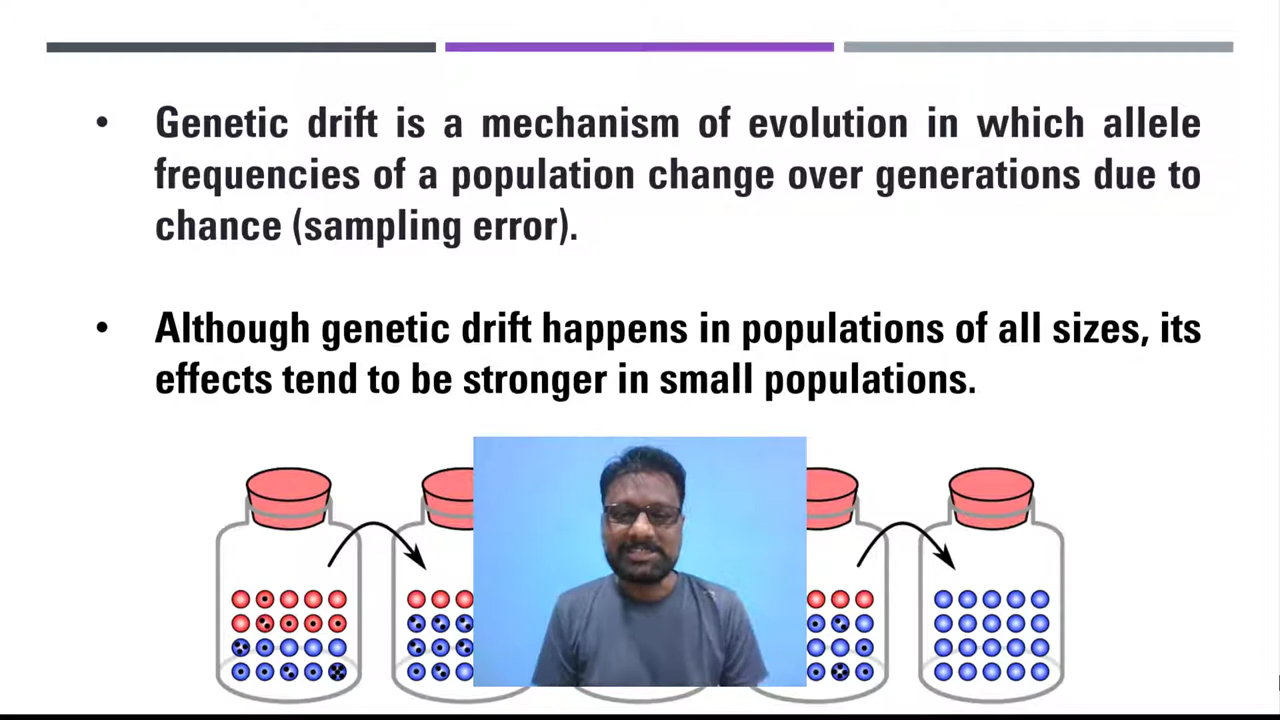 • Genetic drift is a mechanism of evolution in which allele
frequencies of a population change over generations due to
chance (sampling error).
• Although genetic drift happens in populations of all sizes, its
effects tend to be stronger in small populations.